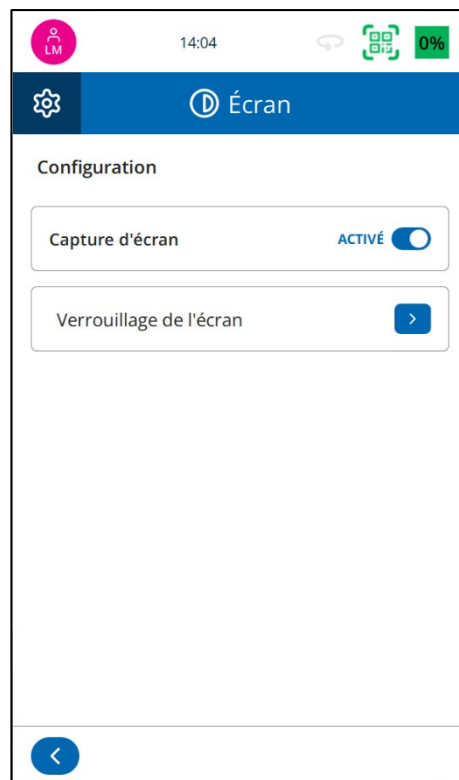 LM
14:04
0%
Écran
Configuration
Capture d'écran
ACTIVÉ
Verrouillage de l'écran